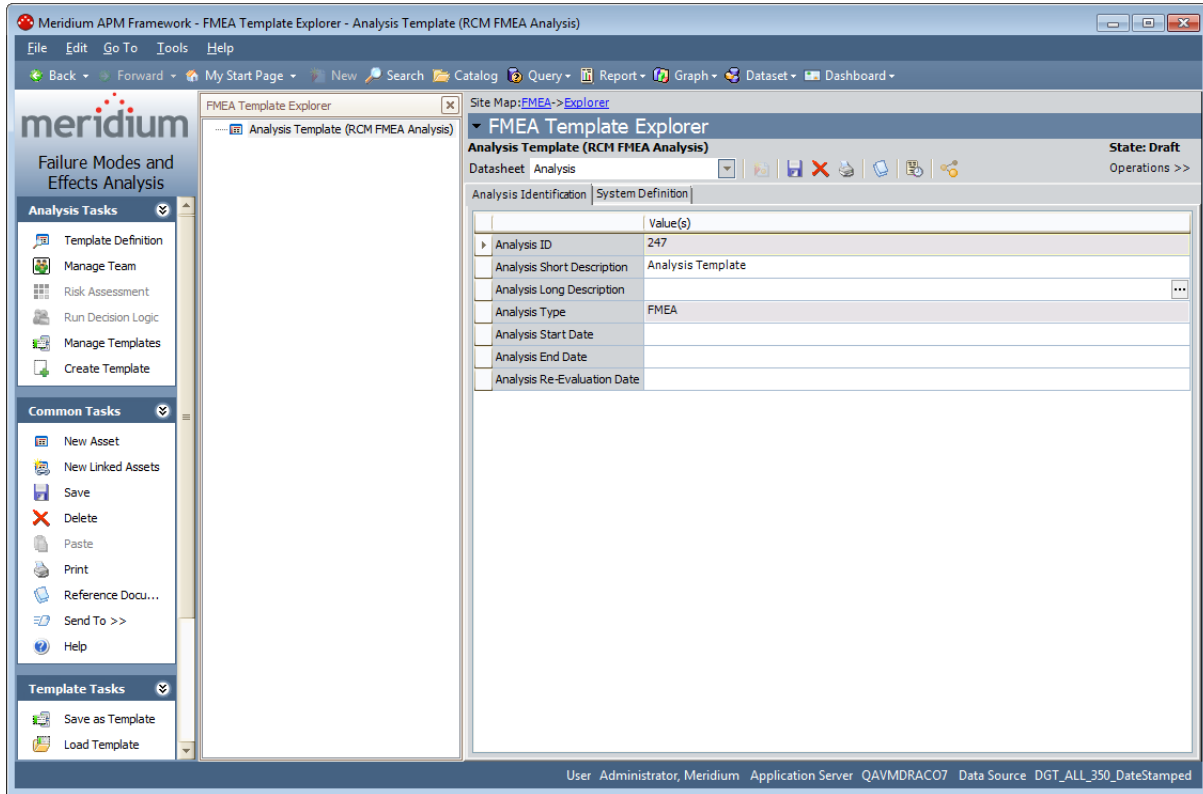 Meridium APM Framework - FMEA Template Explorer - Analysis Template (RCM FMEA Analysis)
File Edit Go To Tools Help
Back Forward My Start Page New Search Catalog Query Report Graph Dataset Dashboard
meridium
Failure Modes and
Effects Analysis
Analysis Tasks
Template Definition
Manage Team
Risk Assessment
Run Decision Logic
Manage Templates
Create Template
Common Tasks
New Asset
New Linked Assets
Save
Delete
Paste
Print
Reference Docu...
Send To >>
Help
Template Tasks
Save as Template
Load Template
FMEA Template Explorer
Analysis Template (RCM FMEA Analysis)
Site Map:FMEA->Explorer
FMEA Template Explorer
Analysis Template (RCM FMEA Analysis) State: Draft
Datasheet Analysis Operations >>
Analysis Identification System Definition
Value(s)
Analysis ID 247
Analysis Short Description Analysis Template
Analysis Long Description ...
Analysis Type FMEA
Analysis Start Date
Analysis End Date
Analysis Re-Evaluation Date
User Administrator, Meridium Application Server QAVMDRACO7 Data Source DGT_ALL_350_DateStamped